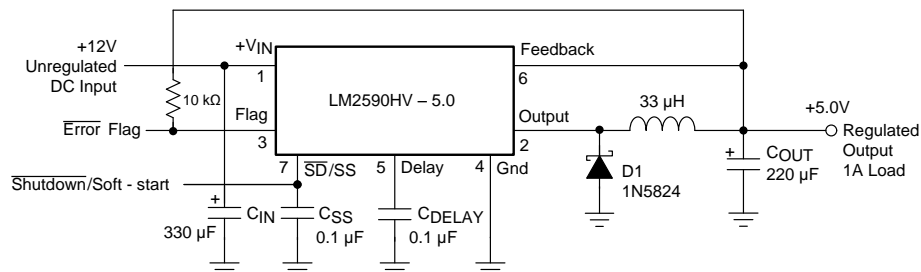 +12V
Unregulated
DC Input
+VIN
1
Feedback
6
LM2590HV – 5.0
10 kΩ
Error Flag
Flag
3
Output
2
33 µH
+5.0V
Regulated
Output
1A Load
7
SD/SS
5
Delay
4
Gnd
Shutdown/Soft - start
+
CIN
330 µF
CSS
0.1 µF
CDELAY
0.1 µF
D1
1N5824
+
COUT
220 µF